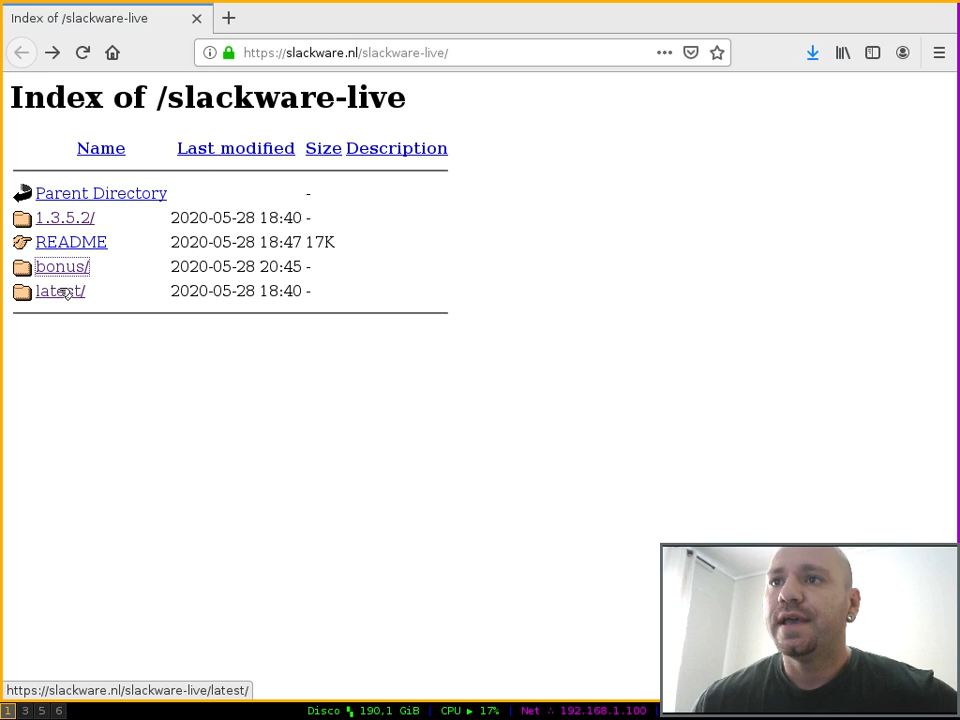 Index of /slackware-live
https://slackware.nl/slackware-live/
Index of /slackware-live
Name Last modified Size Description
Parent Directory -
1.3.5.2/ 2020-05-28 18:40 -
README 2020-05-28 18:47 17K
bonus/ 2020-05-28 20:45 -
latest/ 2020-05-28 18:40 -
https://slackware.nl/slackware-live/latest/
1 3 5 6 Disco 190,1 GiB | CPU 17% | Net 192.168.1.100 |